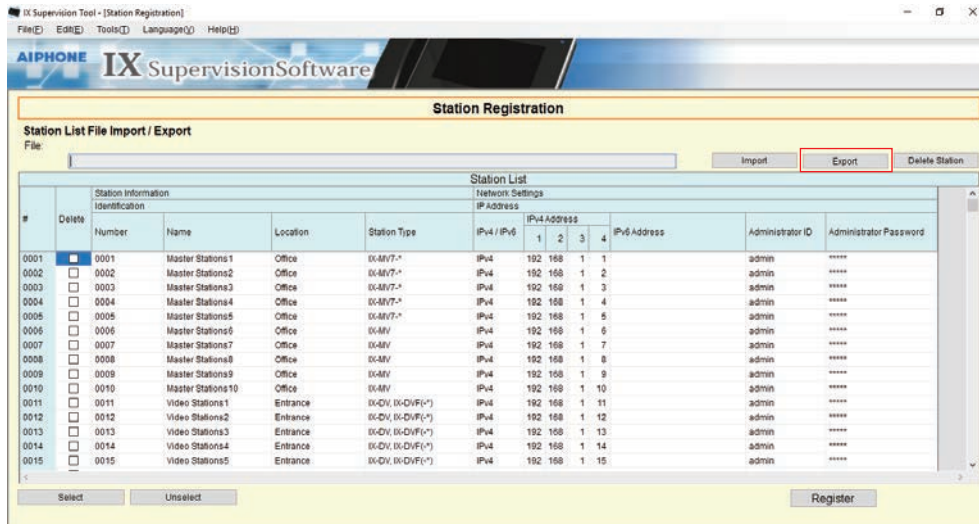 IX Supervision Tool - [Station Registration]
File(F) Edit(E) Tools(T) Language(V) Help(H)
AIPHONE IX SupervisionSoftware
Station Registration
Station List File Import / Export
File:
Import Export Delete Station
Station List
Station Information Network Settings
Identification IP Address
# Delete Number Name Location Station Type IPv4 / IPv6 IPv4 Address IPv6 Address Administrator ID Administrator Password
1 2 3 4
0001 0001 Master Stations1 Office IX-MV7-* IPv4 192 168 1 1 admin *****
0002 0002 Master Stations2 Office IX-MV7-* IPv4 192 168 1 2 admin *****
0003 0003 Master Stations3 Office IX-MV7-* IPv4 192 168 1 3 admin *****
0004 0004 Master Stations4 Office IX-MV7-* IPv4 192 168 1 4 admin *****
0005 0005 Master Stations5 Office IX-MV7-* IPv4 192 168 1 5 admin *****
0006 0006 Master Stations6 Office IX-MV IPv4 192 168 1 6 admin *****
0007 0007 Master Stations7 Office IX-MV IPv4 192 168 1 7 admin *****
0008 0008 Master Stations8 Office IX-MV IPv4 192 168 1 8 admin *****
0009 0009 Master Stations9 Office IX-MV IPv4 192 168 1 9 admin *****
0010 0010 Master Stations10 Office IX-MV IPv4 192 168 1 10 admin *****
0011 0011 Video Stations1 Entrance IX-DV, IX-DVF(-*) IPv4 192 168 1 11 admin *****
0012 0012 Video Stations2 Entrance IX-DV, IX-DVF(-*) IPv4 192 168 1 12 admin *****
0013 0013 Video Stations3 Entrance IX-DV, IX-DVF(-*) IPv4 192 168 1 13 admin *****
0014 0014 Video Stations4 Entrance IX-DV, IX-DVF(-*) IPv4 192 168 1 14 admin *****
0015 0015 Video Stations5 Entrance IX-DV, IX-DVF(-*) IPv4 192 168 1 15 admin *****
Select Unselect Register